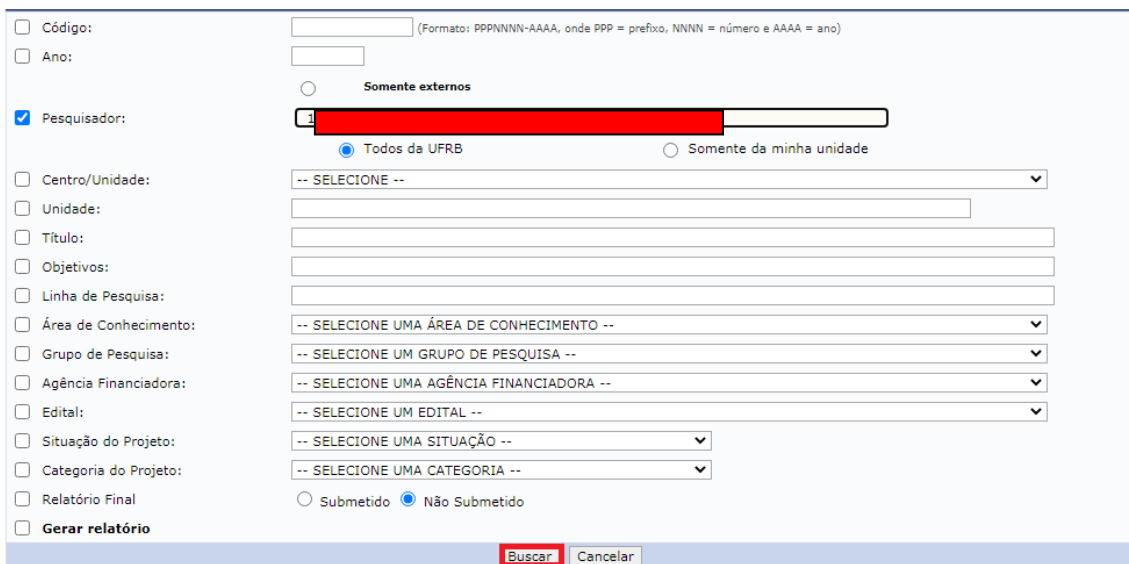 Código: (Formato: PPPNNNN-AAAA, onde PPP = prefixo, NNNN = número e AAAA = ano)
Ano:
Somente externos
Pesquisador: 1
Todos da UFRB Somente da minha unidade
Centro/Unidade: -- SELECIONE --
Unidade:
Título:
Objetivos:
Linha de Pesquisa:
Área de Conhecimento: -- SELECIONE UMA ÁREA DE CONHECIMENTO --
Grupo de Pesquisa: -- SELECIONE UM GRUPO DE PESQUISA --
Agência Financiadora: -- SELECIONE UMA AGÊNCIA FINANCIADORA --
Edital: -- SELECIONE UM EDITAL --
Situação do Projeto: -- SELECIONE UMA SITUAÇÃO --
Categoria do Projeto: -- SELECIONE UMA CATEGORIA --
Relatório Final Submetido Não Submetido
Gerar relatório
Buscar Cancelar